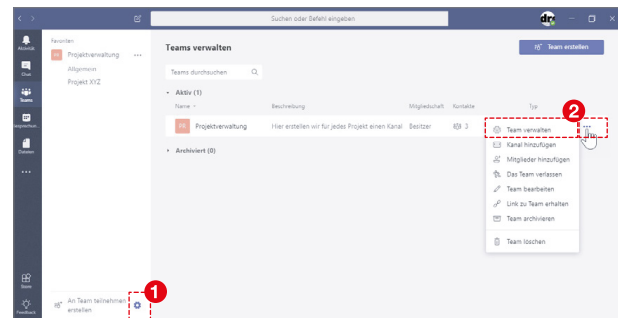 Suchen oder Befehl eingeben
Aktivität
Chat
Teams
Dateien
Store
Feedback
Favoriten
Projektverwaltung
Allgemein
Projekt XYZ
An Team teilnehmen
erstellen
1
Teams verwalten
Team erstellen
Teams durchsuchen
Aktiv (1)
Name Beschreibung Mitgliedschaft Kontakte Typ
Projektverwaltung Hier erstellen wir für jedes Projekt einen Kanal Besitzer 3
Archiviert (0)
2
Team verwalten
Kanal hinzufügen
Mitglieder hinzufügen
Das Team verlassen
Team bearbeiten
Link zu Team erhalten
Team archivieren
Team löschen